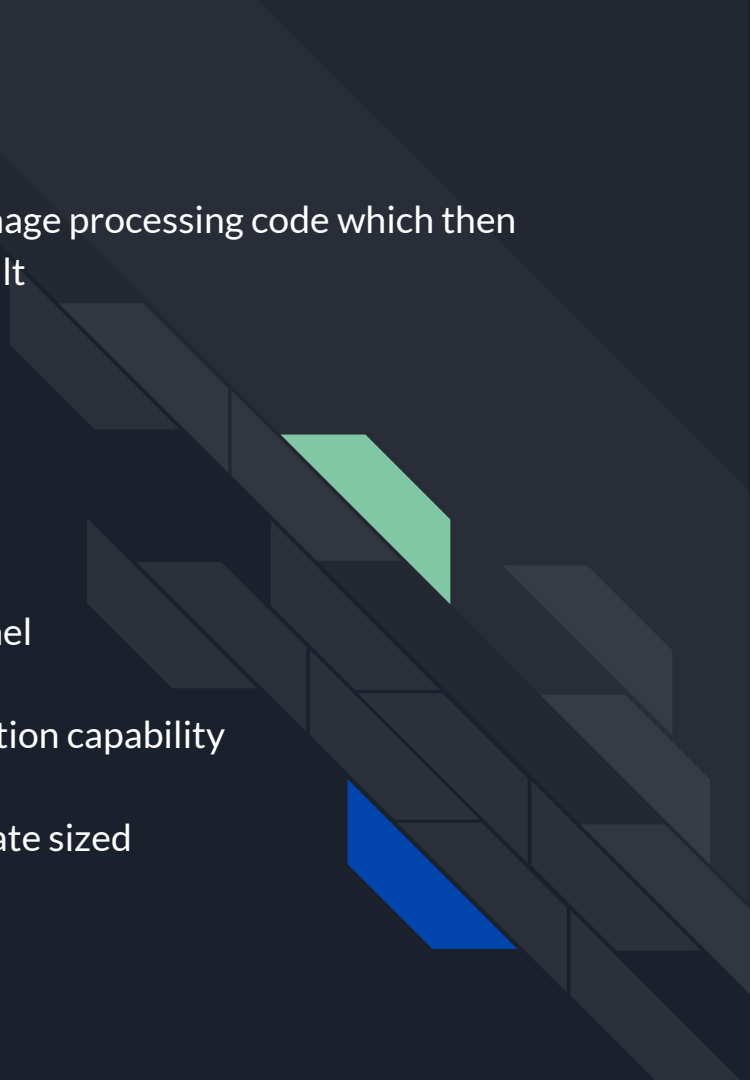 age processing code which then
lt
el
tion capability
ate sized